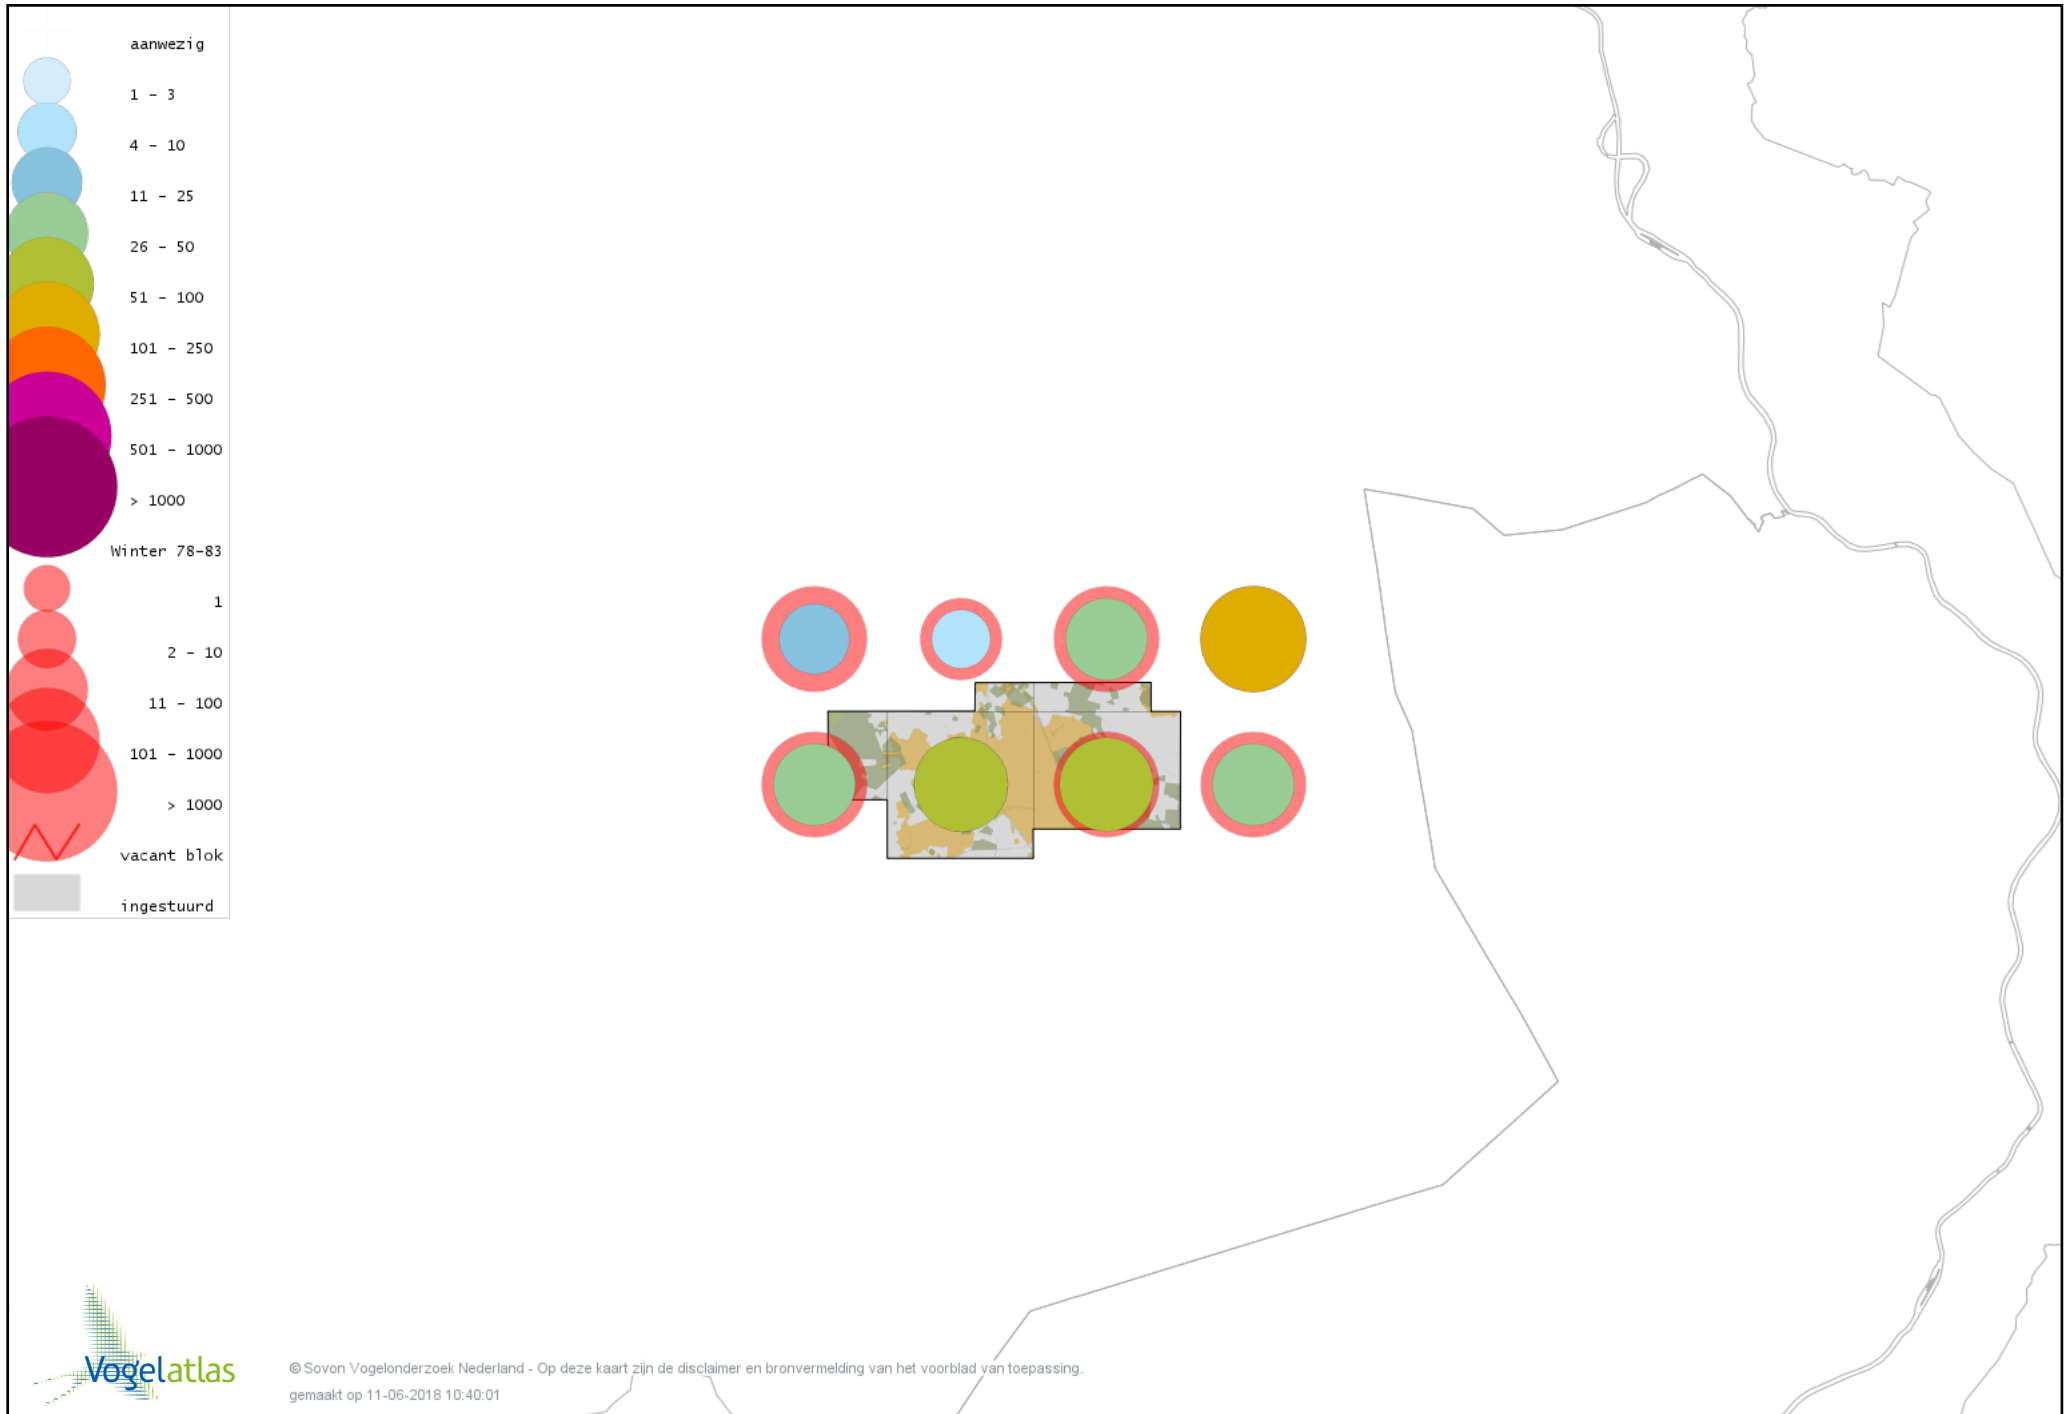 aanwezig
1 - 3
4 - 10
11 - 25
26 - 50
51 - 100
101 - 250
251 - 500
501 - 1000
> 1000
Winter 78-83
1
2 - 10
11 - 100
101 - 1000
> 1000
vacant blok
ingestuurd
Vogelatlas
© Sovon Vogelonderzoek Nederland - Op deze kaart zijn de disclaimer en bronvermelding van het voorblad van toepassing.
gemaakt op 11-06-2018 10:40:01